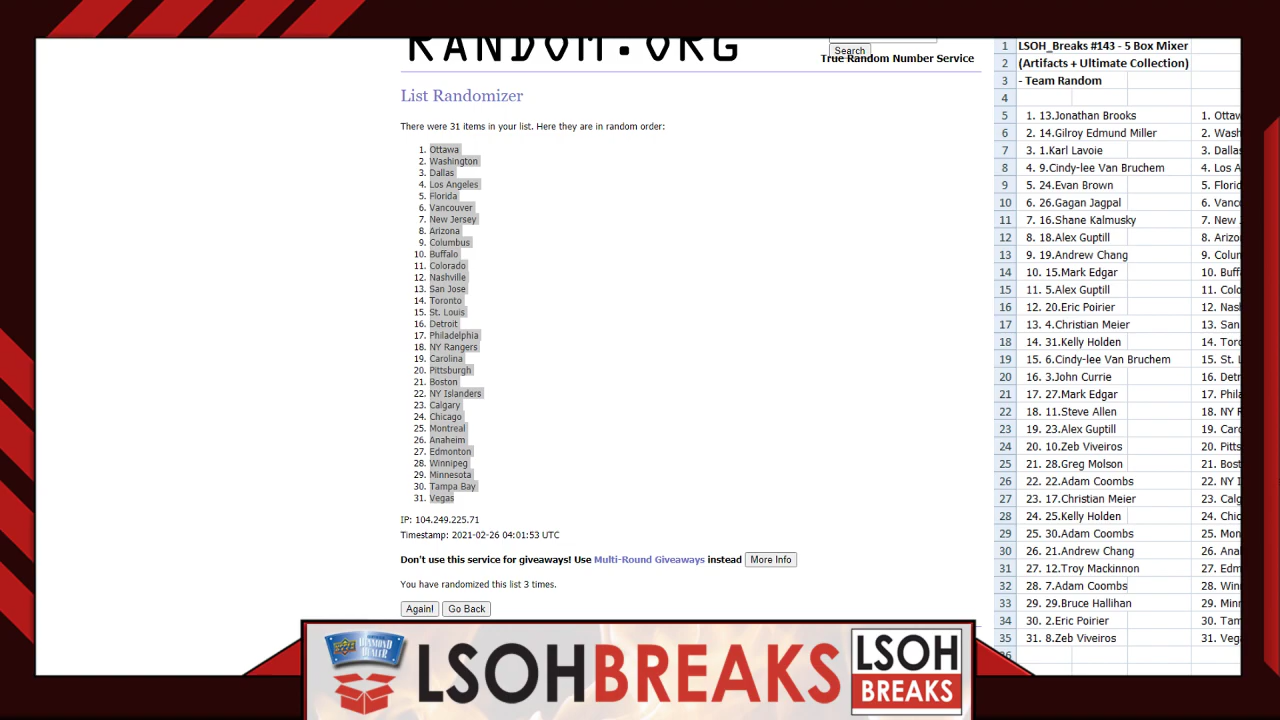 RANDOM.ORG
Search
True Random Number Service
List Randomizer
There were 31 items in your list. Here they are in random order:
1. Ottawa
2. Washington
3. Dallas
4. Los Angeles
5. Florida
6. Vancouver
7. New Jersey
8. Arizona
9. Columbus
10. Buffalo
11. Colorado
12. Nashville
13. San Jose
14. Toronto
15. St. Louis
16. Detroit
17. Philadelphia
18. NY Rangers
19. Carolina
20. Pittsburgh
21. Boston
22. NY Islanders
23. Calgary
24. Chicago
25. Montreal
26. Anaheim
27. Edmonton
28. Winnipeg
29. Minnesota
30. Tampa Bay
31. Vegas
IP: 104.249.225.71
Timestamp: 2021-02-26 04:01:53 UTC
Don't use this service for giveaways! Use Multi-Round Giveaways instead More Info
You have randomized this list 3 times.
Again! Go Back
1 LSOH_Breaks #143 - 5 Box Mixer
2 (Artifacts + Ultimate Collection)
3 - Team Random
4
5 1. 13.Jonathan Brooks 1. Ottaw
6 2. 14.Gilroy Edmund Miller 2. Wash
7 3. 1.Karl Lavoie 3. Dallas
8 4. 9.Cindy-lee Van Bruchem 4. Los A
9 5. 24.Evan Brown 5. Floric
10 6. 26.Gagan Jagpal 6. Vanco
11 7. 16.Shane Kalmusky 7. New
12 8. 18.Alex Guptill 8. Arizo
13 9. 19.Andrew Chang 9. Colur
14 10. 15.Mark Edgar 10. Buff
15 11. 5.Alex Guptill 11. Colo
16 12. 20.Eric Poirier 12. Nas
17 13. 4.Christian Meier 13. San
18 14. 31.Kelly Holden 14. Toro
19 15. 6.Cindy-lee Van Bruchem 15. St. L
20 16. 3.John Currie 16. Detr
21 17. 27.Mark Edgar 17. Phila
22 18. 11.Steve Allen 18. NY R
23 19. 23.Alex Guptill 19. Caro
24 20. 10.Zeb Viveiros 20. Pitts
25 21. 28.Greg Molson 21. Bost
26 22. 22.Adam Coombs 22. NY I
27 23. 17.Christian Meier 23. Calg
28 24. 25.Kelly Holden 24. Chic
29 25. 30.Adam Coombs 25. Mon
30 26. 21.Andrew Chang 26. Ana
31 27. 12.Troy Mackinnon 27. Edm
32 28. 7.Adam Coombs 28. Win
33 29. 29.Bruce Hallihan 29. Minn
34 30. 2.Eric Poirier 30. Tam
35 31. 8.Zeb Viveiros 31. Vega
DIAMOND
DEALER
LSOHBREAKS
LSOH
BREAKS